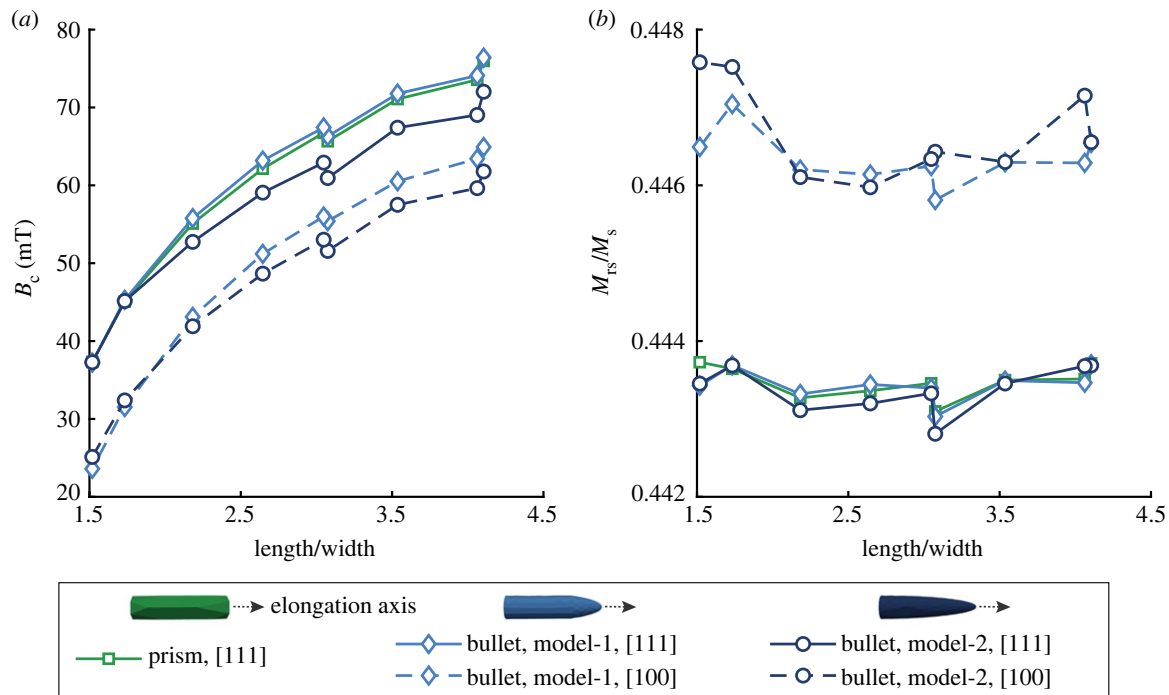 (a)
80
70
60
50
40
30
20
B_c (mT)
1.5 2.5 3.5 4.5
length/width
(b)
0.448
0.446
0.444
0.442
M_rs/M_s
1.5 2.5 3.5 4.5
length/width
elongation axis
prism, [111]
bullet, model-1, [111]
bullet, model-1, [100]
bullet, model-2, [111]
bullet, model-2, [100]